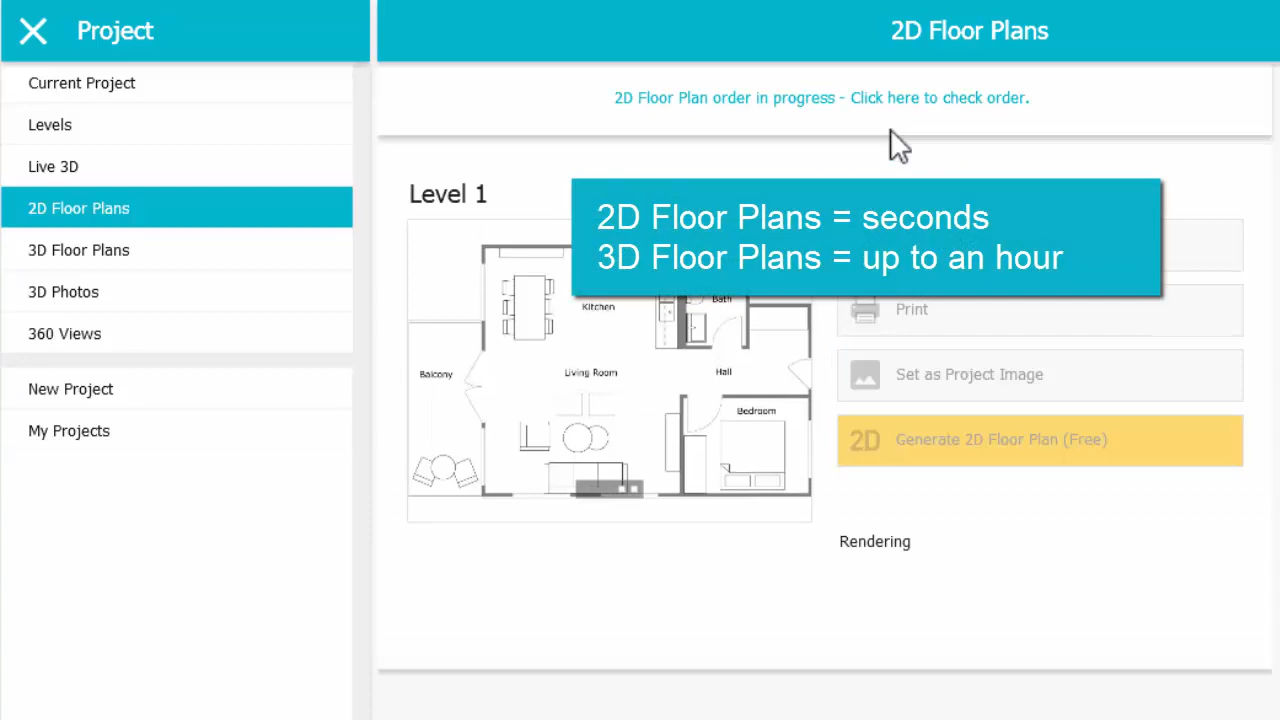 Project
2D Floor Plans
Current Project
Levels
Live 3D
2D Floor Plans
3D Floor Plans
3D Photos
360 Views
New Project
My Projects
2D Floor Plan order in progress - Click here to check order.
Level 1
2D Floor Plans = seconds
3D Floor Plans = up to an hour
Kitchen
Bath
Balcony
Living Room
Hall
Bedroom
Print
Set as Project Image
2D Generate 2D Floor Plan (Free)
Rendering